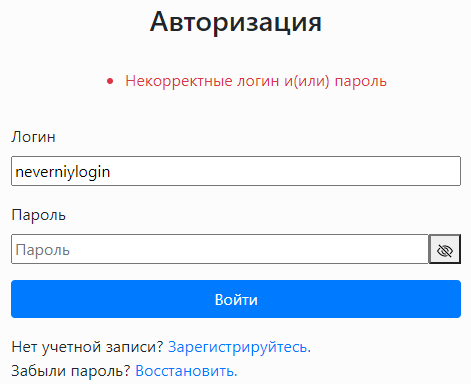 Авторизация
Некорректные логин и(или) пароль
Логин
neverniylogin
Пароль
Пароль
Войти
Нет учетной записи? Зарегистрируйтесь.
Забыли пароль? Восстановить.